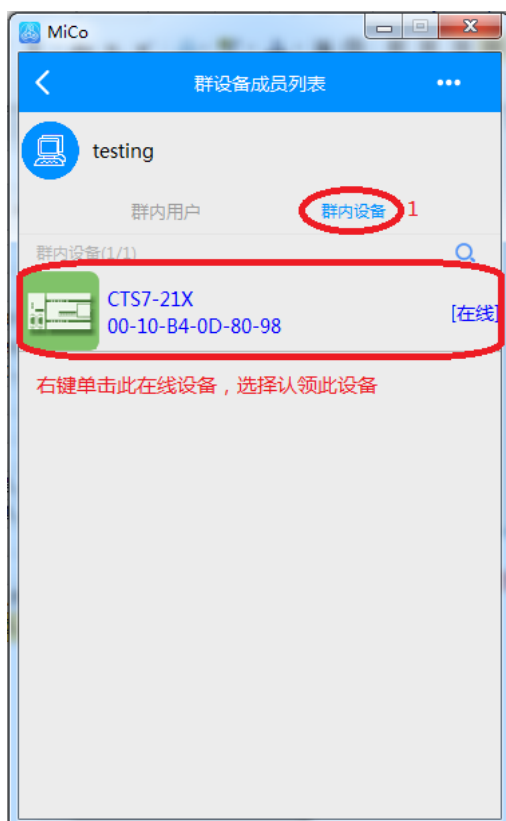 MiCo
群设备成员列表
testing
群内用户 群内设备 1
群内设备(1/1)
CTS7-21X
00-10-B4-0D-80-98 [在线]
右键单击此在线设备，选择认领此设备